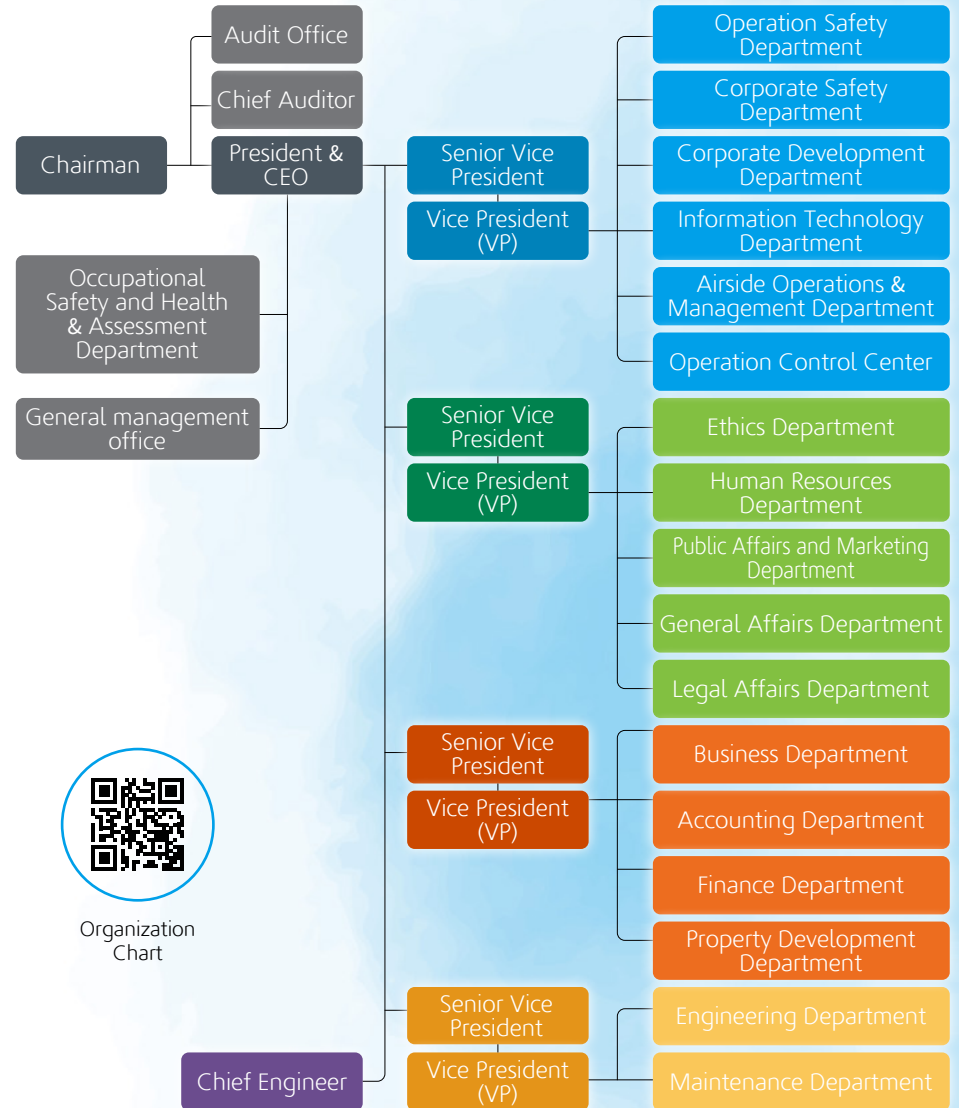 Audit Office
Chief Auditor
Chairman
President &
CEO
Occupational
Safety and Health
& Assessment
Department
General management
office
Senior Vice
President
Vice President
(VP)
Operation Safety
Department
Corporate Safety
Department
Corporate Development
Department
Information Technology
Department
Airside Operations &
Management Department
Operation Control Center
Senior Vice
President
Vice President
(VP)
Ethics Department
Human Resources
Department
Public Affairs and Marketing
Department
General Affairs Department
Legal Affairs Department
Senior Vice
President
Vice President
(VP)
Business Department
Accounting Department
Finance Department
Property Development
Department
Organization
Chart
Senior Vice
President
Vice President
(VP)
Engineering Department
Maintenance Department
Chief Engineer